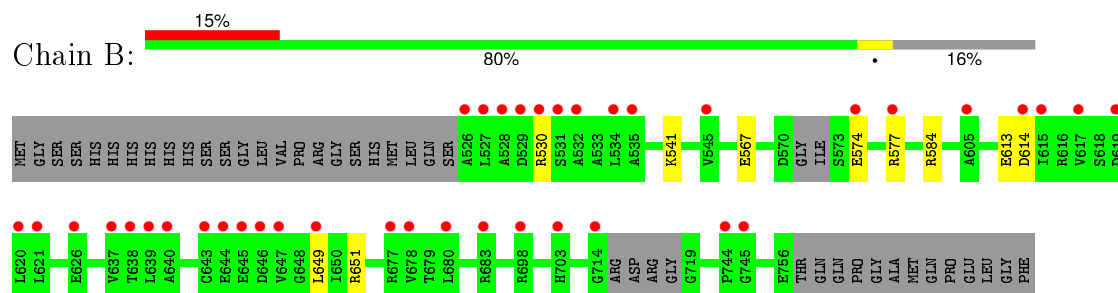 15%
Chain B:
80%
•
16%
MET GLY SER SER HIS HIS HIS HIS HIS HIS SER SER GLY LEU VAL PRO ARG GLY SER HIS MET LEU GLN SER A526 L527 A528 D529 R530 S531 A532 A533 L534 A535 K541 V545 E567 D570 GLY ILE S573 E574 R577 R584 A605 E613 D614 I615 R616 V617 S618 D619
L620 L621 E626 V637 T638 L639 A640 C643 E644 E645 D646 V647 G648 L649 I650 R651 R677 V678 T679 L680 R683 R698 H703 G714 ARG ASP ARG GLY G719 P744 G745 E756 THR GLN GLN PRO GLY ALA MET GLN PRO GLU LEU GLY PHE